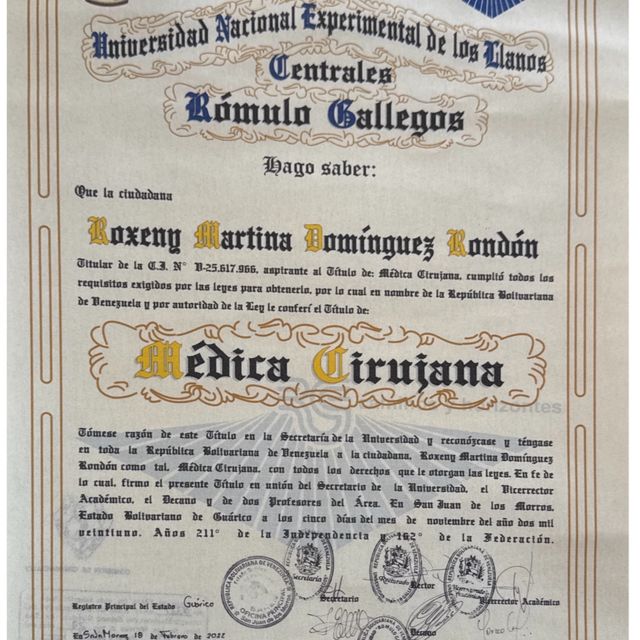 Universidad Nacional Experimental de los Llanos
Centrales
Rómulo Gallegos
Hago saber:
Que la ciudadana
Roxeny Martina Domínguez Rondón
Titular de la C.I. N° V-25.617.966, aspirante al Título de: Médica Cirujana, cumplió todos los
requisitos exigidos por las leyes para obtenerlo, por lo cual en nombre de la República Bolivariana
de Venezuela y por autoridad de la Ley le conferí el Título de:
Médica Cirujana
Tómese razón de este Título en la Secretaría de la Universidad y reconózcase y téngase
en toda la República Bolivariana de Venezuela a la ciudadana, Roxeny Martina Domínguez
Rondón como tal, Médica Cirujana, con todos los derechos que le otorgan las leyes. En fe de
lo cual, firmo el presente Título en unión del Secretario de la Universidad, el Vicerrector
Académico, el Decano y de dos Profesores del Área. En San Juan de los Morros,
Estado Bolivariano de Guárico a los cinco días del mes de noviembre del año dos mil
veintiuno. Años 211° de la Independencia y 162° de la Federación.
Rector
Registro Principal del Estado Guárico
Secretario
Vicerrector Académico
18 de Febrero de 2022
Decano